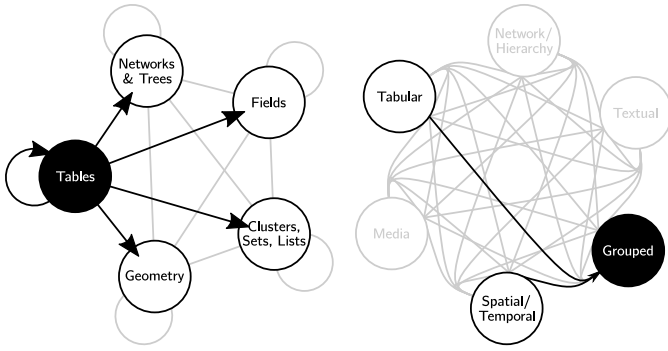 Networks
& Trees
Fields
Tables
Clusters,
Sets, Lists
Geometry
Network/
Hierarchy
Tabular
Textual
Media
Grouped
Spatial/
Temporal